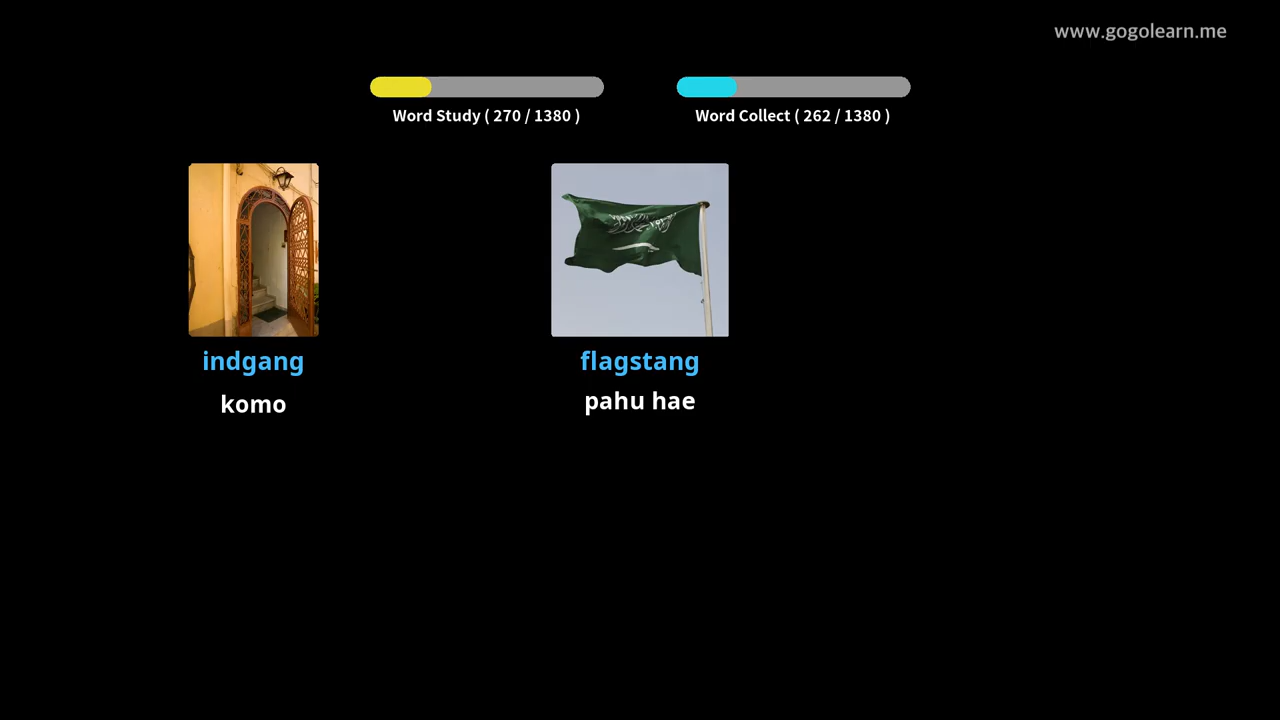 www.gogolearn.me
Word Study ( 270 / 1380 )
Word Collect ( 262 / 1380 )
indgang
flagstang
komo
pahu hae